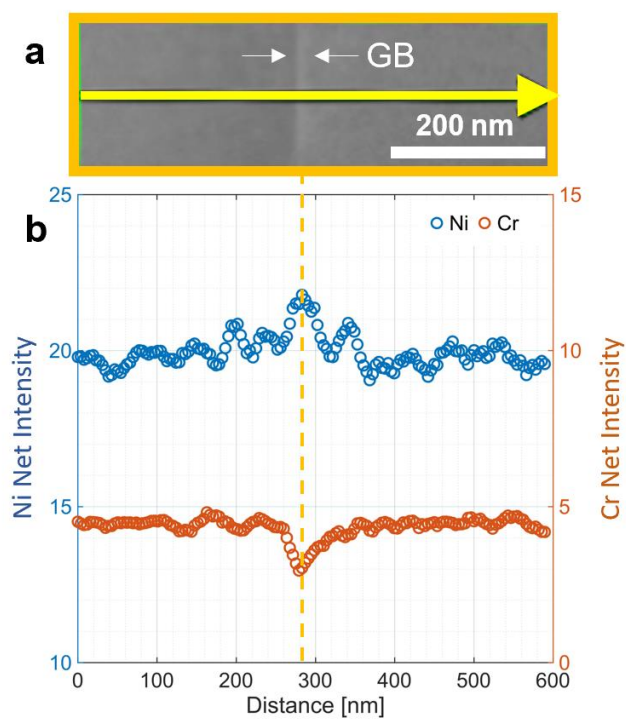 a
GB
200 nm
b
25
20
15
10
Ni Net Intensity
Ni Cr
15
10
5
0
Cr Net Intensity
0 100 200 300 400 500 600
Distance [nm]